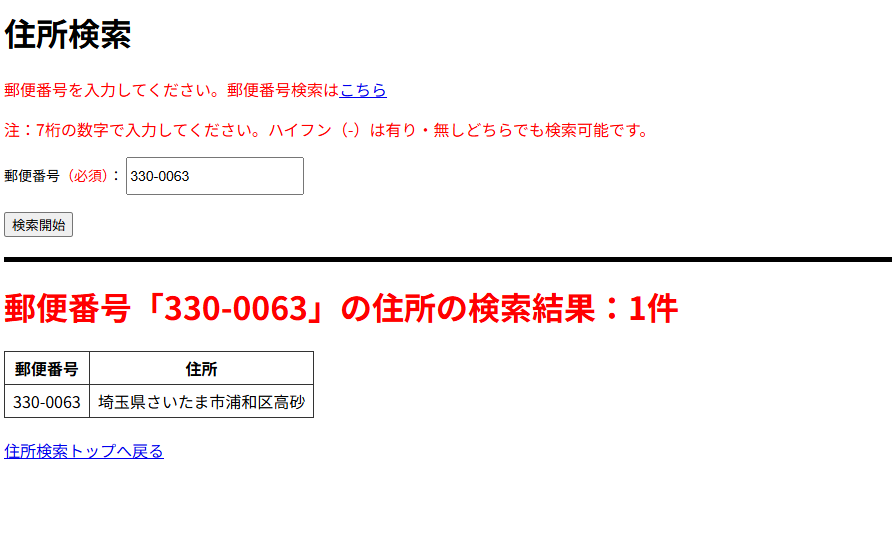 住所検索
郵便番号を入力してください。郵便番号検索はこちら
注：7桁の数字で入力してください。ハイフン（-）は有り・無しどちらでも検索可能です。
郵便番号（必須）： 330-0063
検索開始
郵便番号「330-0063」の住所の検索結果：1件
郵便番号 住所
330-0063 埼玉県さいたま市浦和区高砂
住所検索トップへ戻る